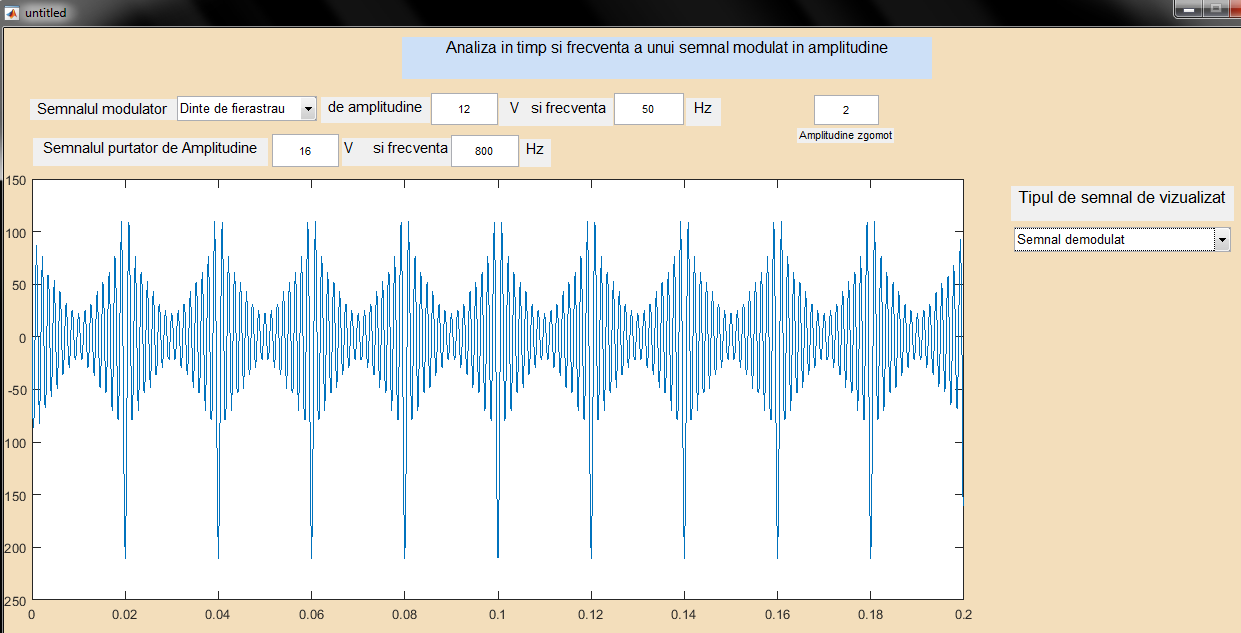 untitled
Analiza in timp si frecventa a unui semnal modulat in amplitudine
Semnalul modulator Dinte de fierastrau de amplitudine 12 V si frecventa 50 Hz 2
Amplitudine zgomot
Semnalul purtator de Amplitudine 16 V si frecventa 800 Hz
Tipul de semnal de vizualizat
Semnal demodulat
150
100
50
0
-50
100
150
200
250
0 0.02 0.04 0.06 0.08 0.1 0.12 0.14 0.16 0.18 0.2